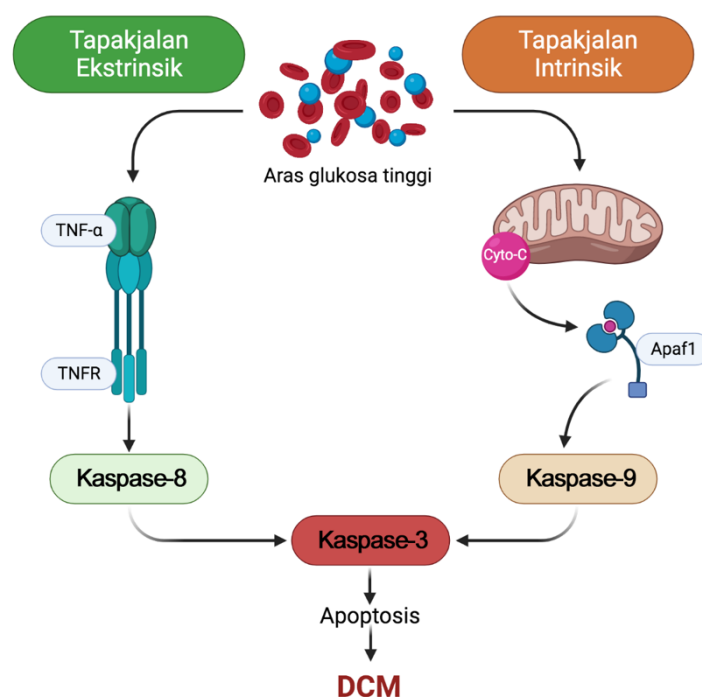 Tapakjalan
Ekstrinsik
Tapakjalan
Intrinsik
Aras glukosa tinggi
TNF-α
Cyto-C
Apaf1
TNFR
Kaspase-8
Kaspase-9
Kaspase-3
Apoptosis
DCM